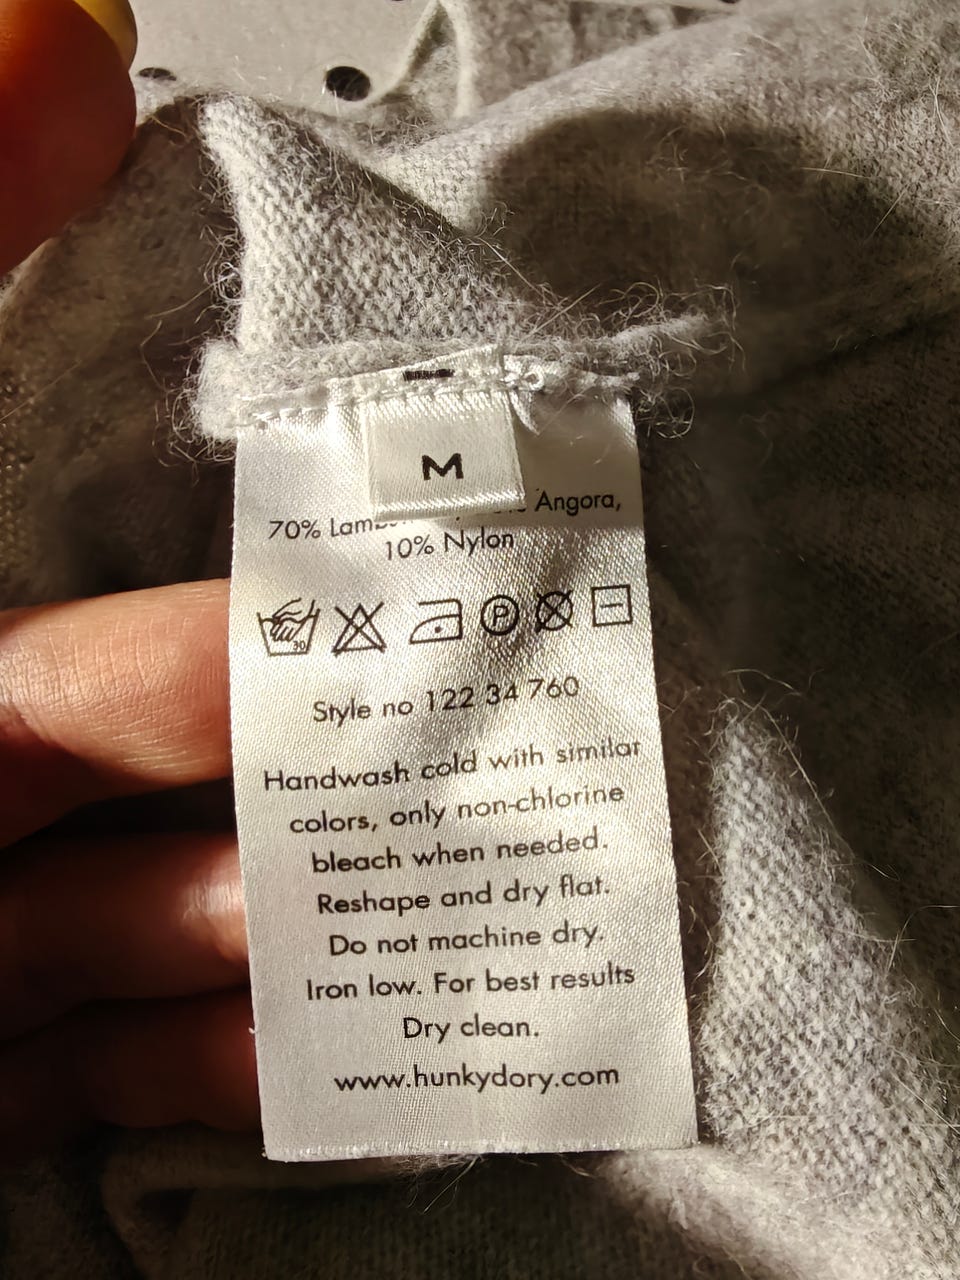 M
70% Angora,
10% Nylon
30
P
Style no 122 34 760
Handwash cold with similar
colors, only non-chlorine
bleach when needed.
Reshape and dry flat.
Do not machine dry.
Iron low. For best results
Dry clean.
www.hunkydory.com